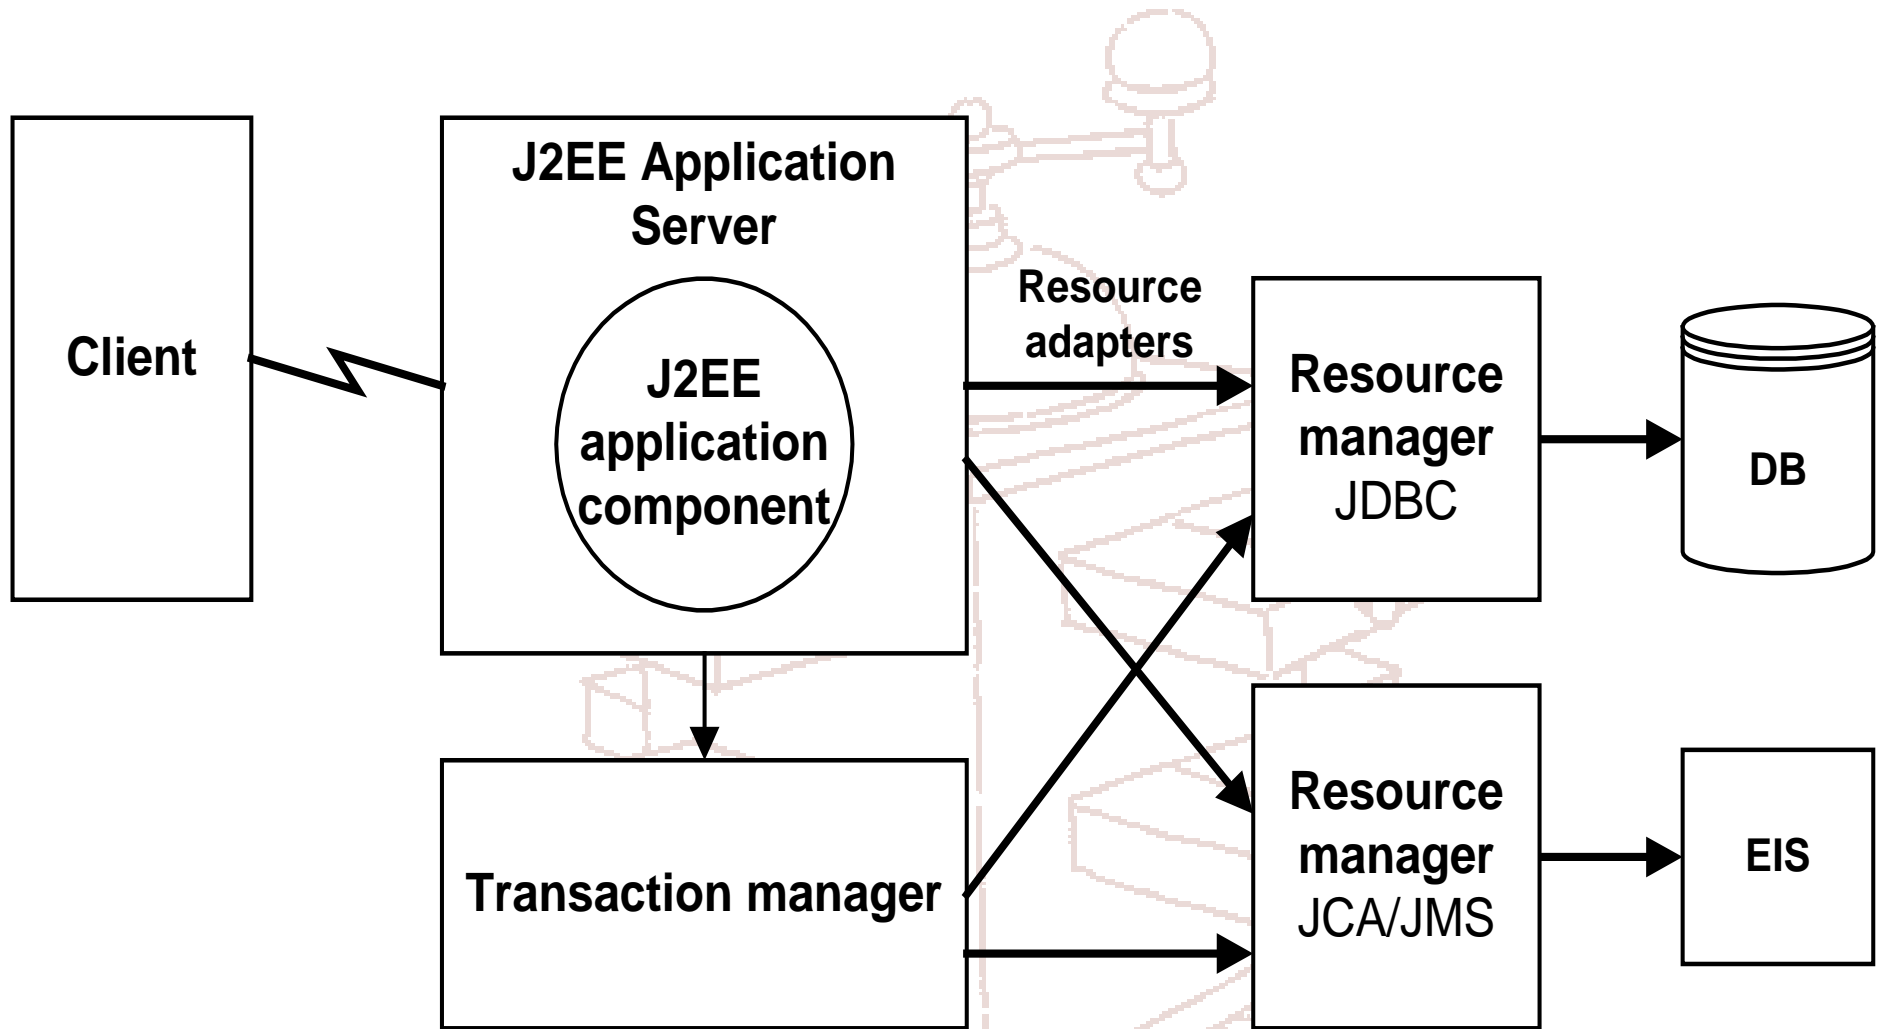 Client
J2EE Application
Server
J2EE
application
component
Resource
adapters
Resource
manager
JDBC
DB
Transaction manager
Resource
manager
JCA/JMS
EIS